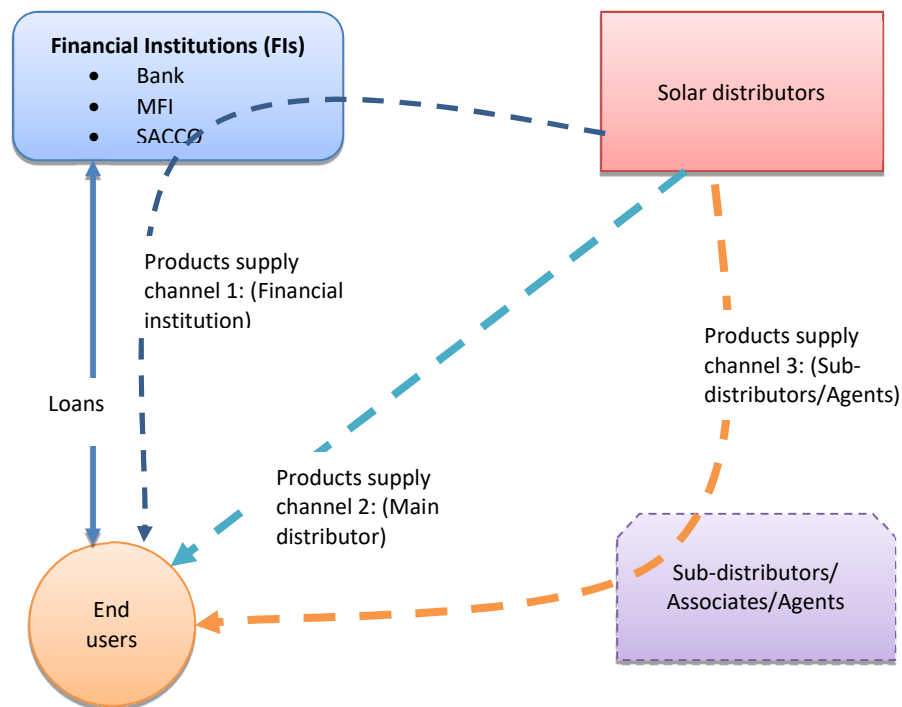 Financial Institutions (FIs)
• Bank
• MFI
• SACCO
Solar distributors
Products supply
channel 1: (Financial
institution)
Products supply
channel 3: (Sub-
distributors/Agents)
Loans
Products supply
channel 2: (Main
distributor)
Sub-distributors/
Associates/Agents
End
users